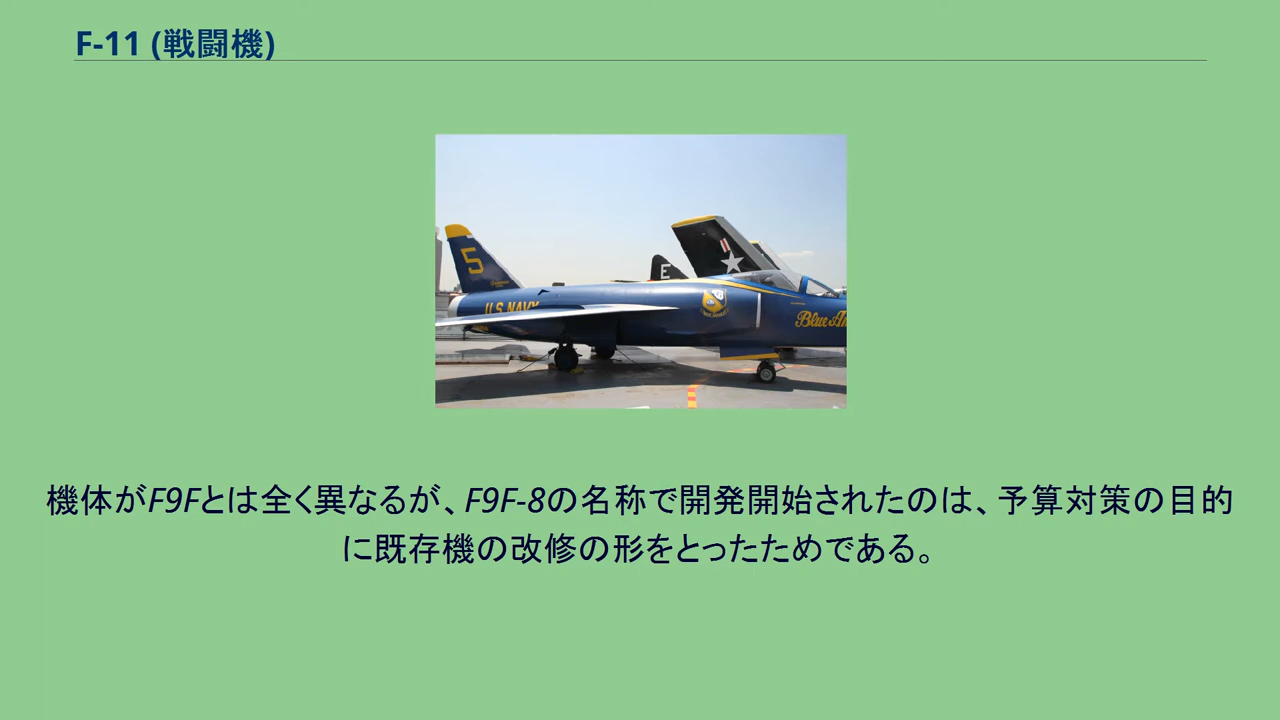 F-11 (戦闘機)
5
E
U.S. NAVY
Blue An
機体がF9Fとは全く異なるが、F9F-8の名称で開発開始されたのは、予算対策の目的
に既存機の改修の形をとったためである。